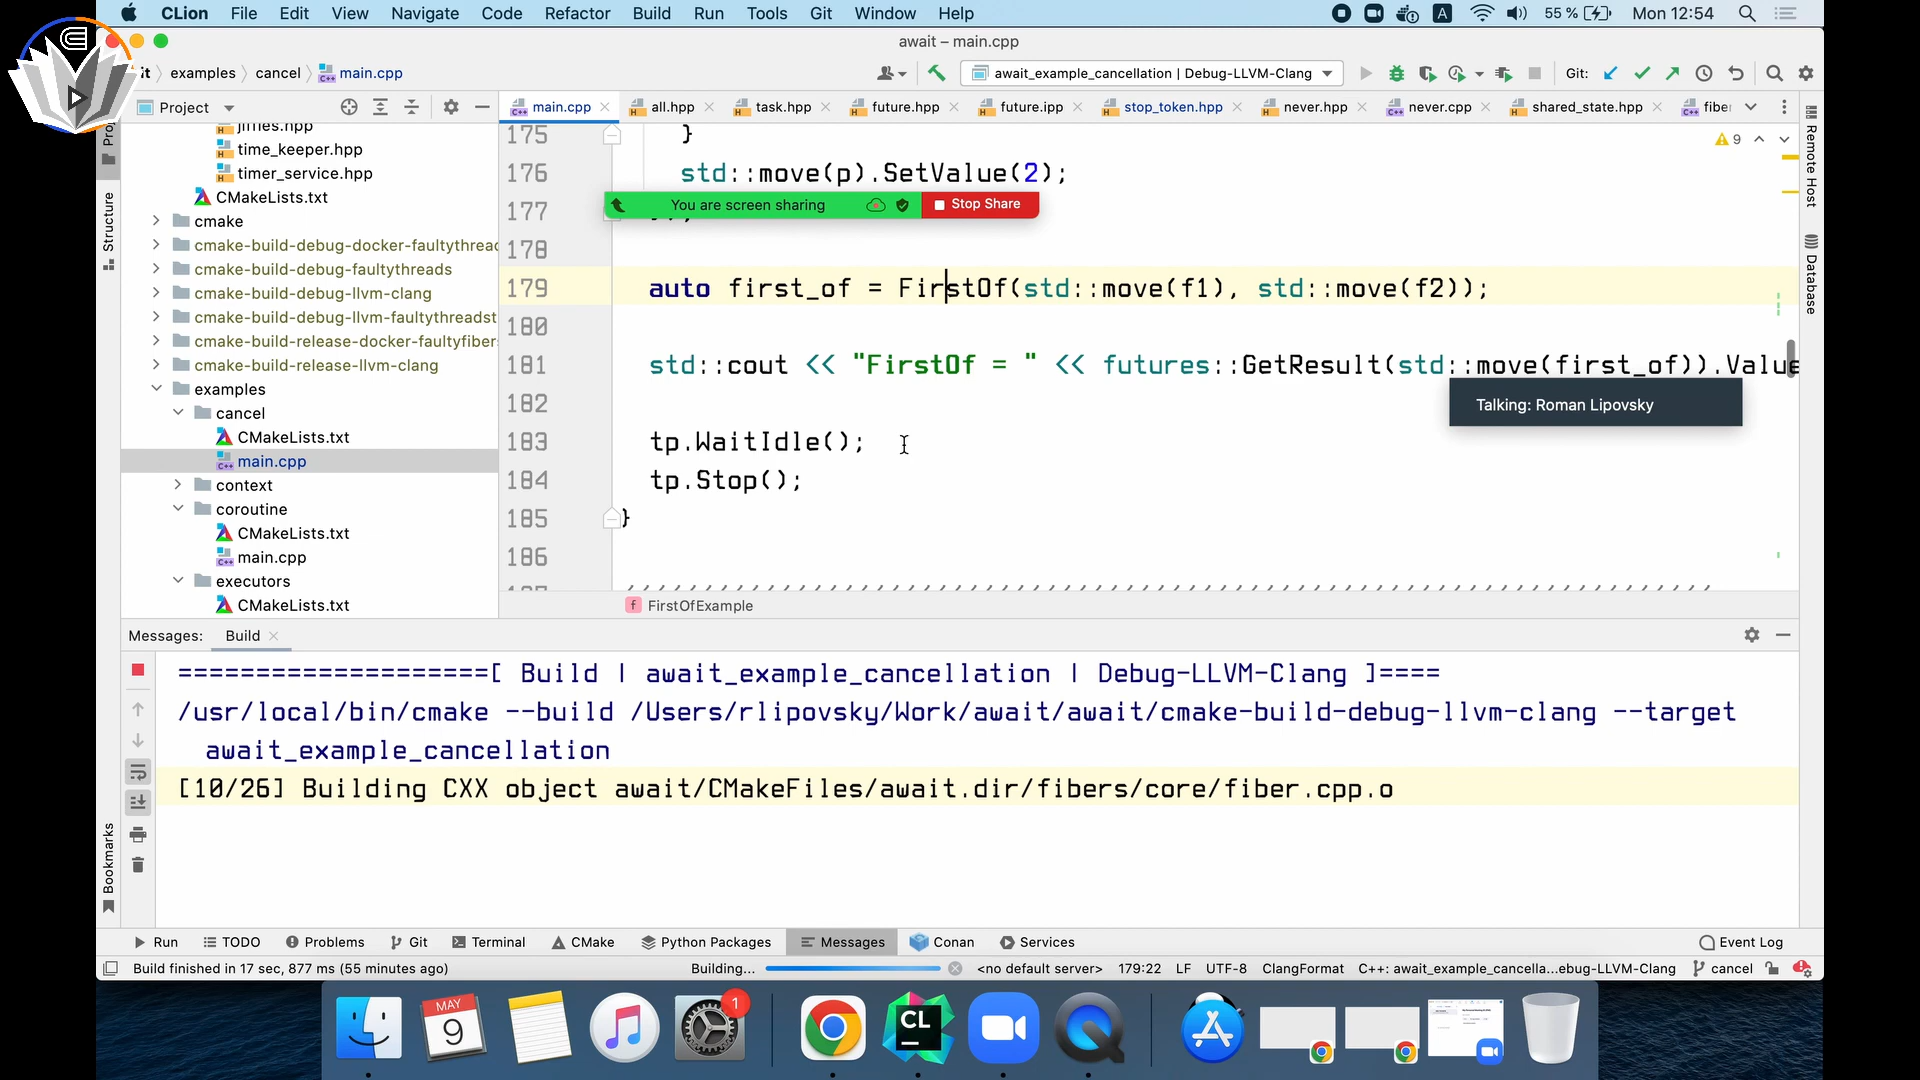 CLion File Edit View Navigate Code Refactor Build Run Tools Git Window Help
A 55 % Mon 12:54
await – main.cpp
it examples cancel main.cpp
await_example_cancellation | Debug-LLVM-Clang
Git:
Project
main.cpp all.hpp task.hpp future.hpp future.ipp stop_token.hpp never.hpp never.cpp shared_state.hpp fiber
jiffies.hpp
time_keeper.hpp
timer_service.hpp
CMakeLists.txt
cmake
cmake-build-debug-docker-faultythreac
cmake-build-debug-faultythreads
cmake-build-debug-llvm-clang
cmake-build-debug-llvm-faultythreadst
cmake-build-release-docker-faultyfiber
cmake-build-release-llvm-clang
examples
cancel
CMakeLists.txt
main.cpp
context
coroutine
CMakeLists.txt
main.cpp
executors
CMakeLists.txt
Structure
Bookmarks
Remote Host
Database
9
175 }
176 std::move(p).SetValue(2);
You are screen sharing Stop Share
177
178
179 auto first_of = FirstOf(std::move(f1), std::move(f2));
180
181 std::cout << "FirstOf = " << futures::GetResult(std::move(first_of)).Value
182
Talking: Roman Lipovsky
183 tp.WaitIdle();
184 tp.Stop();
185 }
186
FirstOfExample
Messages: Build
====================[ Build | await_example_cancellation | Debug-LLVM-Clang ]====
/usr/local/bin/cmake --build /Users/rlipovsky/Work/await/await/cmake-build-debug-llvm-clang --target
await_example_cancellation
[10/26] Building CXX object await/CMakeFiles/await.dir/fibers/core/fiber.cpp.o
Run TODO Problems Git Terminal CMake Python Packages Messages Conan Services Event Log
Build finished in 17 sec, 877 ms (55 minutes ago) Building... <no default server> 179:22 LF UTF-8 ClangFormat C++: await_example_cancella…ebug-LLVM-Clang cancel
MAY
9
1
CL